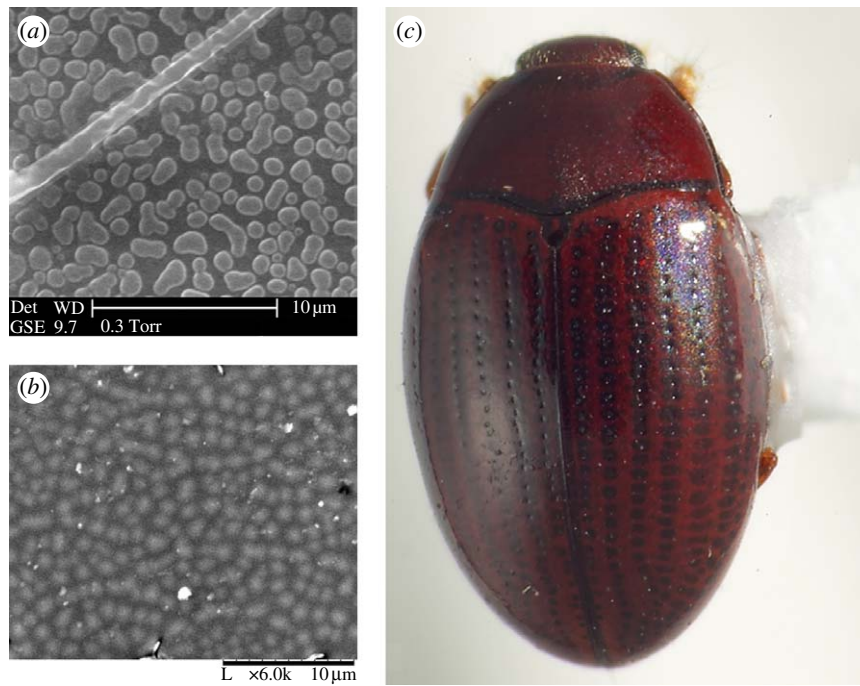 (a)
Det WD 10 µm
GSE 9.7 0.3 Torr
(b)
L ×6.0k 10 µm
(c)